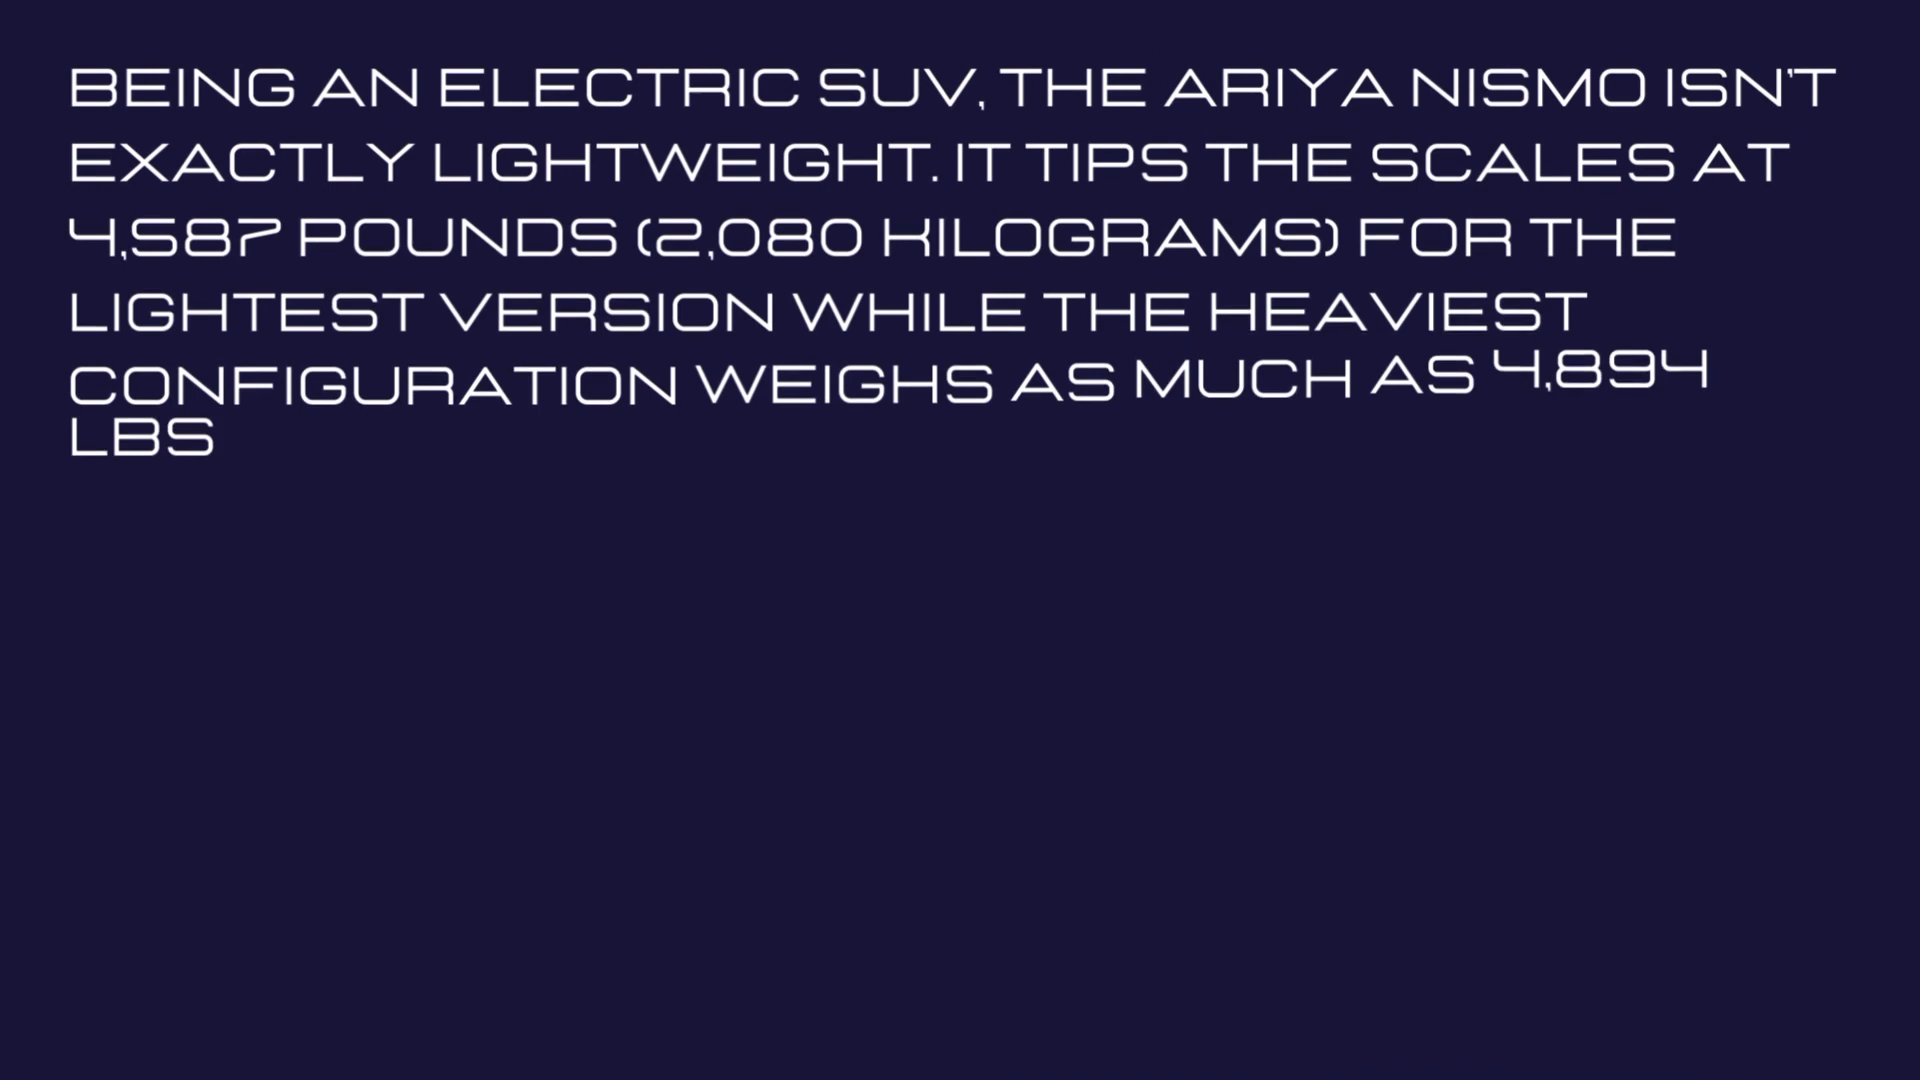 BEING AN ELECTRIC SUV, THE ARIYA NISMO ISN'T
EXACTLY LIGHTWEIGHT. IT TIPS THE SCALES AT
4,587 POUNDS (2,080 KILOGRAMS) FOR THE
LIGHTEST VERSION WHILE THE HEAVIEST
CONFIGURATION WEIGHS AS MUCH AS 4,894
LBS